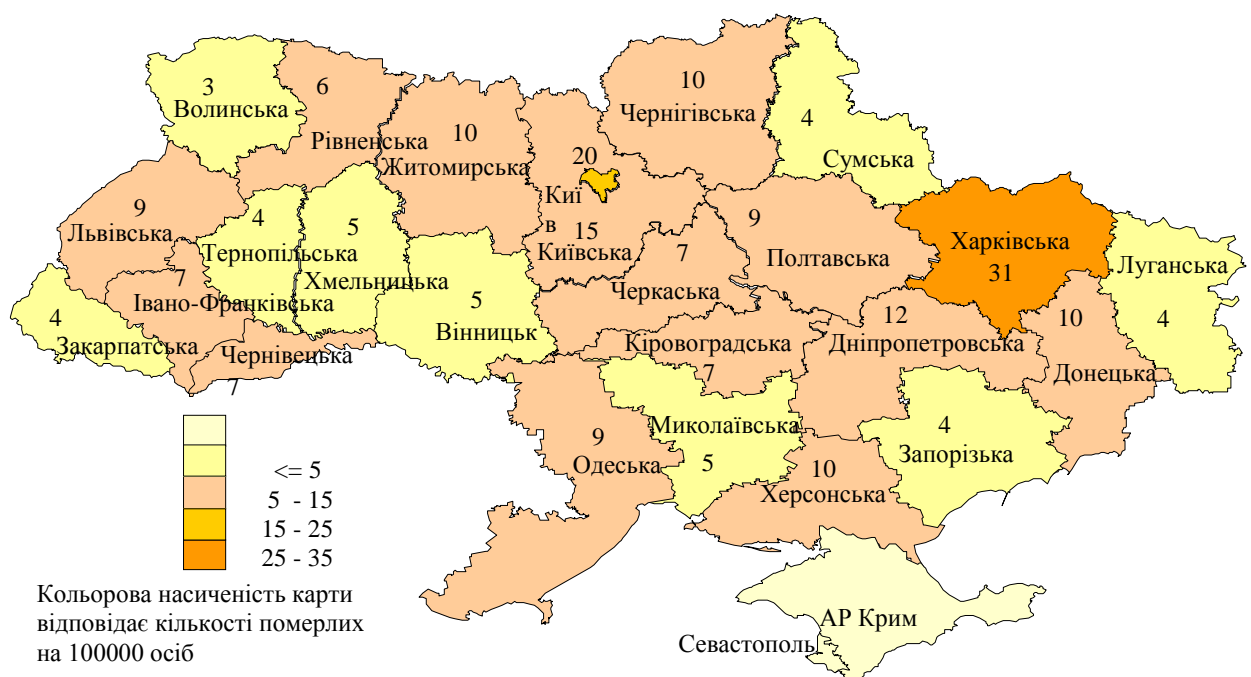 3
Волинська
6
Рівненська
10
Житомирська
20
Киї
в
15
Київська
10
Чернігівська
4
Сумська
9
Львівська
4
Тернопільська
5
Хмельницька
7
Івано-Франківська
4
Закарпатська
Чернівецька
7
5
Вінницьк
7
Черкаська
9
Полтавська
Харківська
31
Луганська
4
Кіровоградська
7
12
Дніпропетровська
10
Донецька
9
Одеська
Миколаївська
5
10
Херсонська
4
Запорізька
АР Крим
Севастополь
<= 5
5 - 15
15 - 25
25 - 35
Кольорова насиченість карти
відповідає кількості померлих
на 100000 осіб